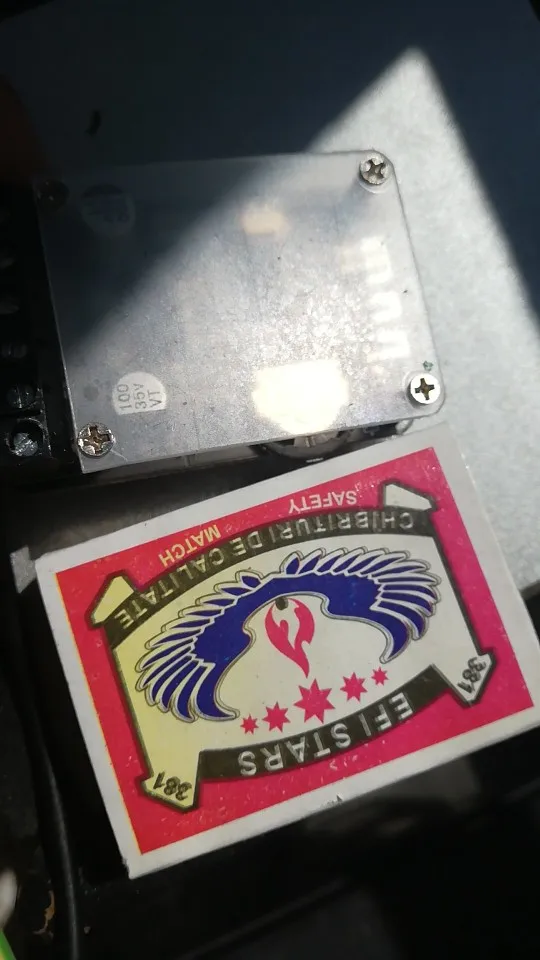 100
35V
VT
EFI STARS
381
381
CHIBRITURI DE CALITATE
SAFETY
MATCH